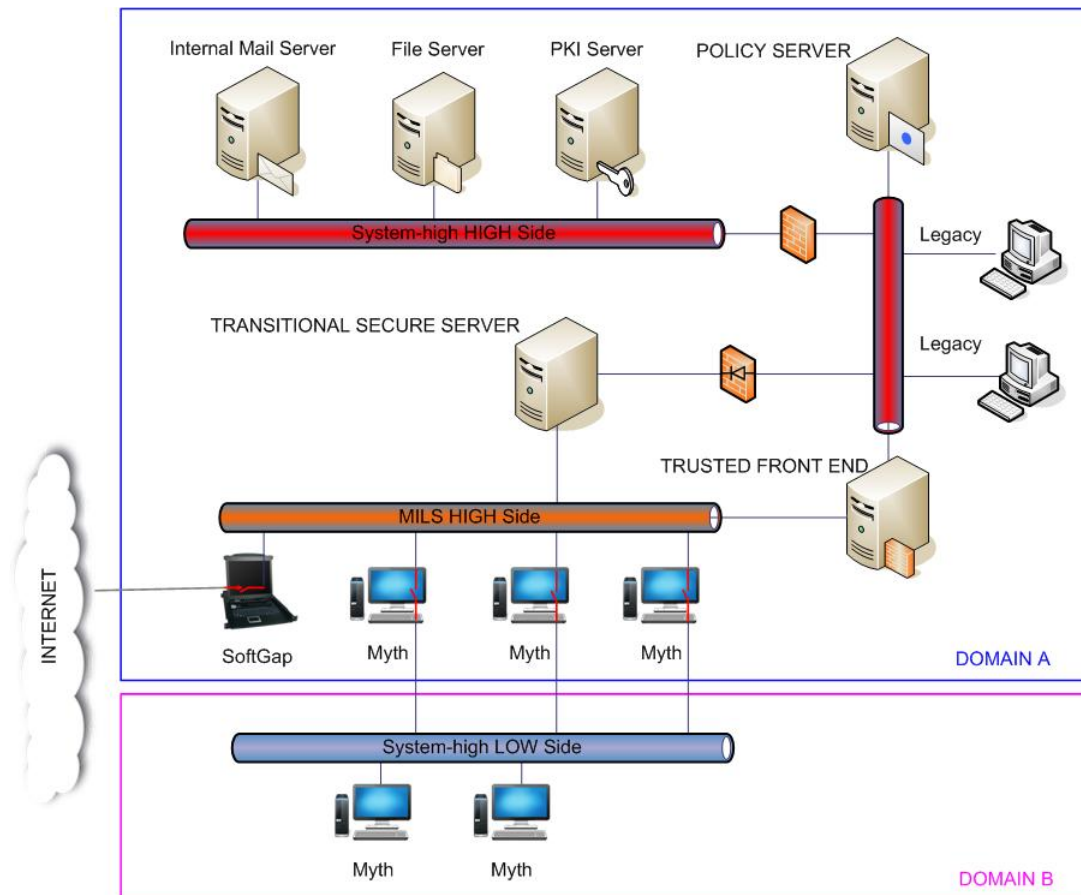 Internal Mail Server
File Server
PKI Server
POLICY SERVER
System-high HIGH Side
Legacy
TRANSITIONAL SECURE SERVER
Legacy
TRUSTED FRONT END
MILS HIGH Side
INTERNET
SoftGap
Myth
Myth
Myth
DOMAIN A
System-high LOW Side
Myth
Myth
DOMAIN B